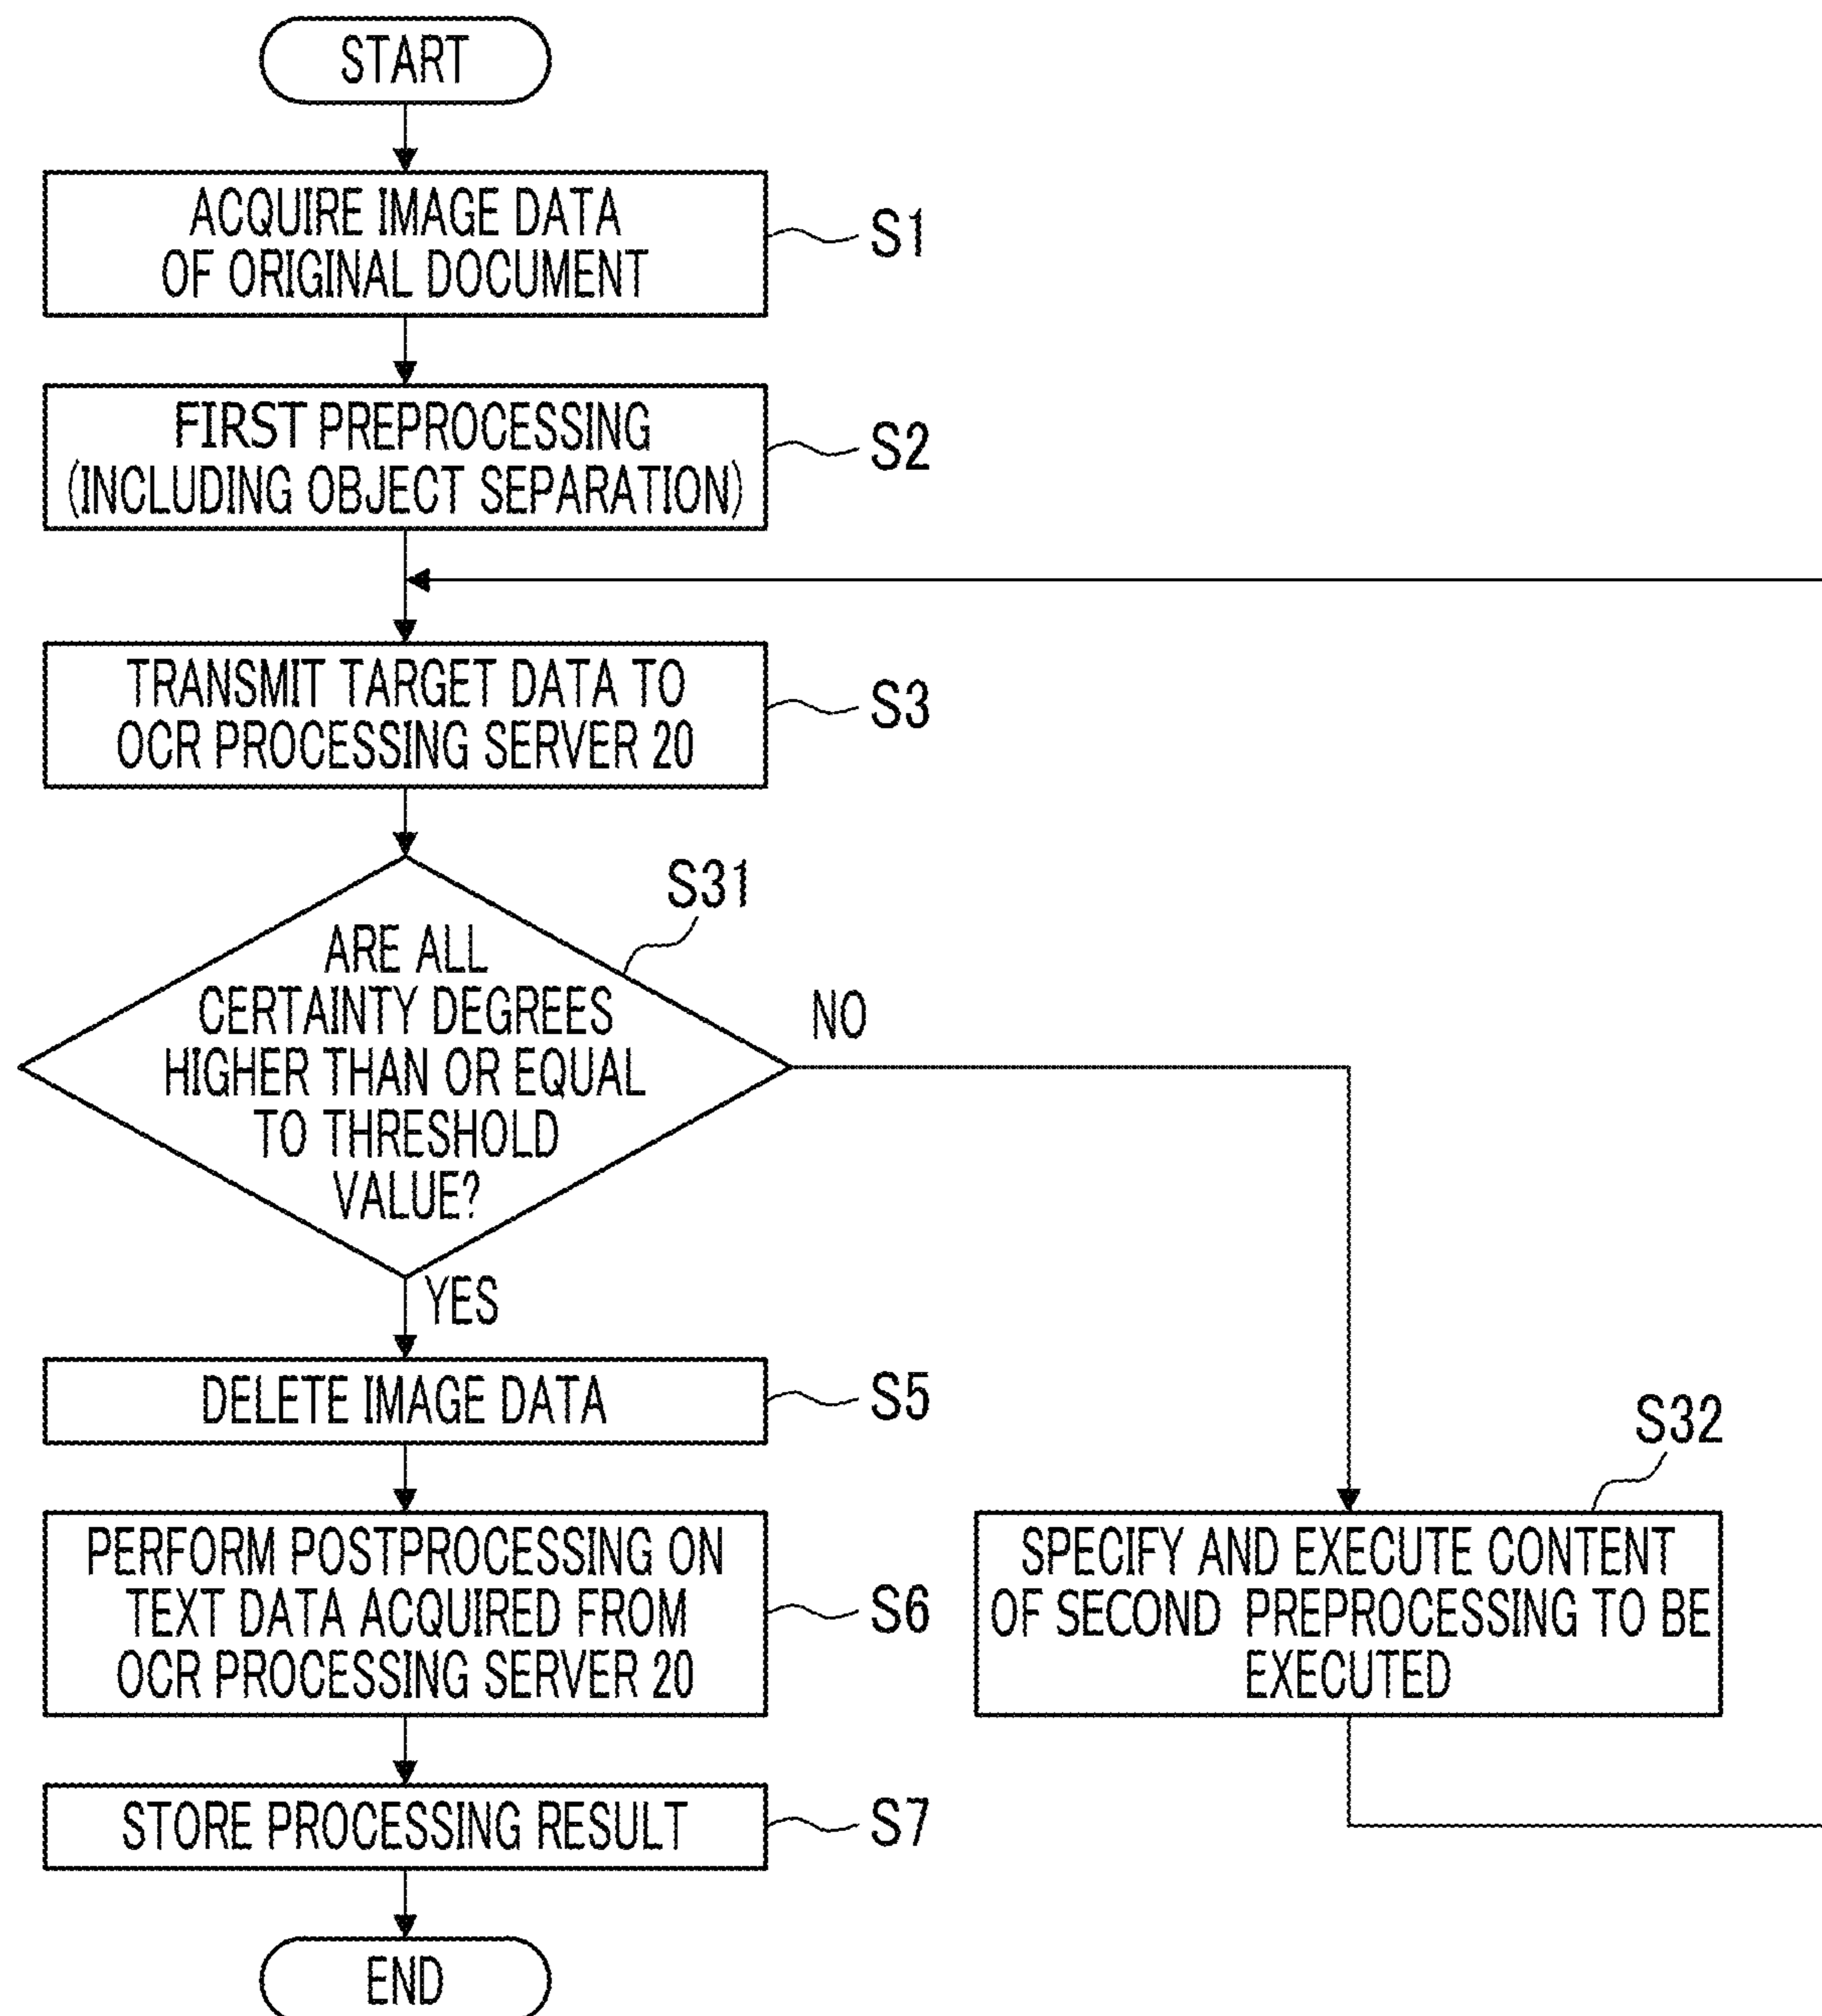 START
ACQUIRE IMAGE DATA
OF ORIGINAL DOCUMENT
S1
FIRST PREPROCESSING
(INCLUDING OBJECT SEPARATION)
S2
TRANSMIT TARGET DATA TO
OCR PROCESSING SERVER 20
S3
S31
ARE ALL
CERTAINTY DEGREES
HIGHER THAN OR EQUAL
TO THRESHOLD
VALUE?
NO
YES
DELETE IMAGE DATA
S5
S32
PERFORM POSTPROCESSING ON
TEXT DATA ACQUIRED FROM
OCR PROCESSING SERVER 20
S6
SPECIFY AND EXECUTE CONTENT
OF SECOND PREPROCESSING TO BE
EXECUTED
STORE PROCESSING RESULT
S7
END